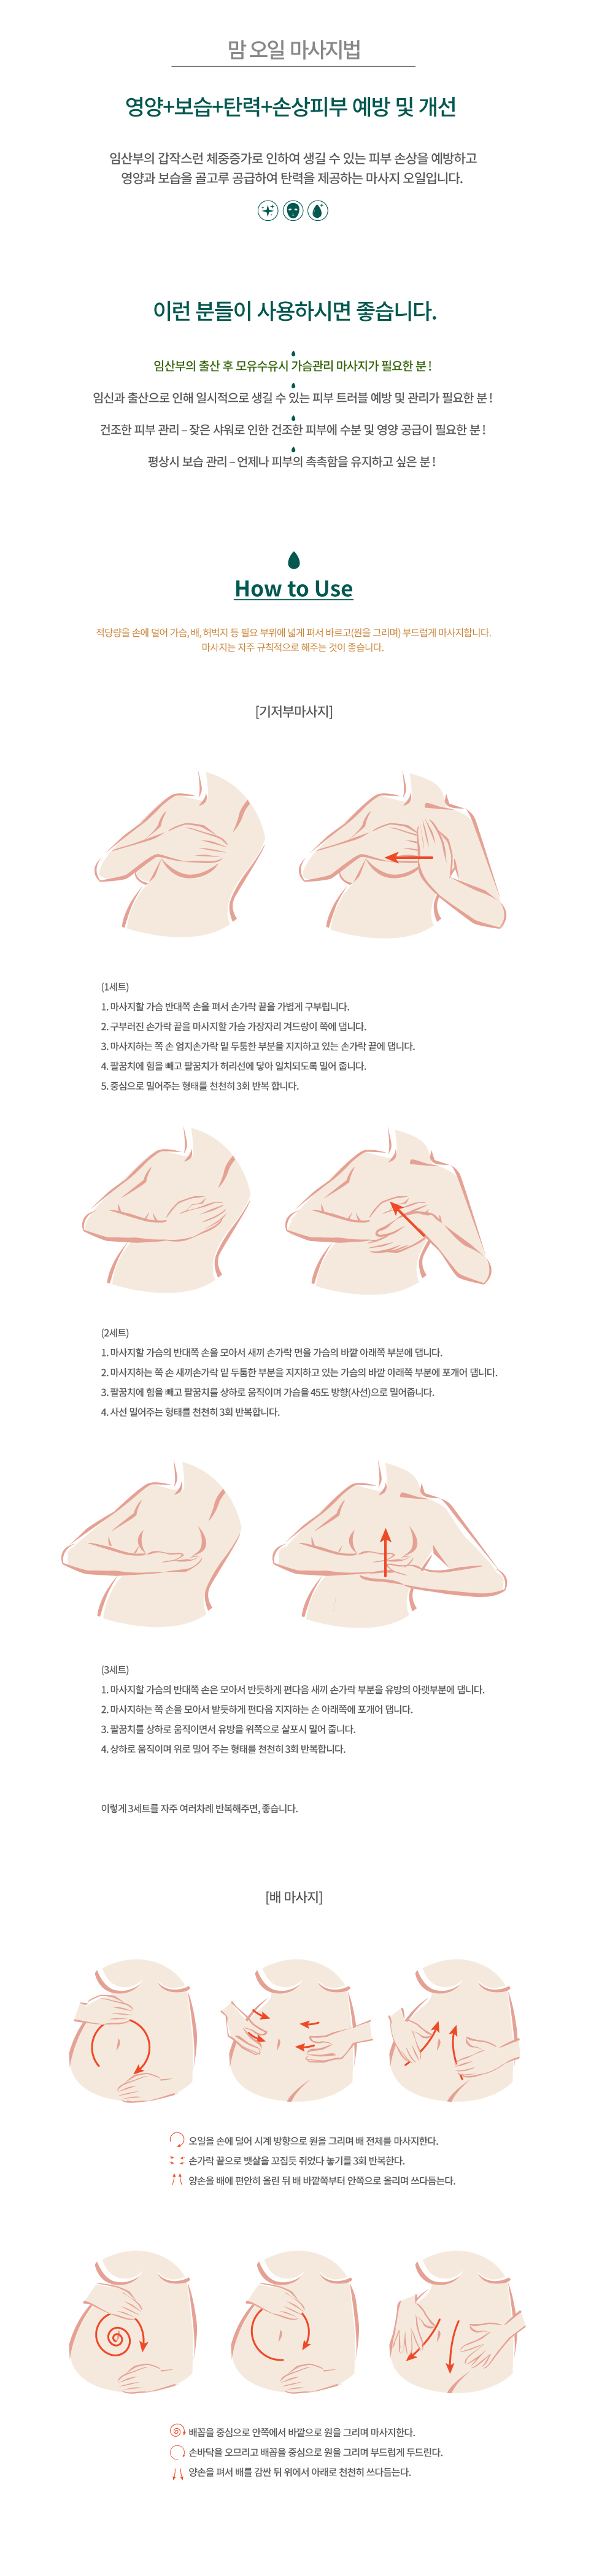 맘 오일 마사지법
영양+보습+탄력+손상피부 예방 및 개선
임산부의 갑작스런 체중증가로 인하여 생길 수 있는 피부 손상을 예방하고
영양과 보습을 골고루 공급하여 탄력을 제공하는 마사지 오일입니다.
이런 분들이 사용하시면 좋습니다.
임산부의 출산 후 모유수유시 가슴관리 마사지가 필요한 분 !
임신과 출산으로 인해 일시적으로 생길 수 있는 피부 트러블 예방 및 관리가 필요한 분 !
건조한 피부 관리 – 잦은 샤워로 인한 건조한 피부에 수분 및 영양 공급이 필요한 분 !
평상시 보습 관리 – 언제나 피부의 촉촉함을 유지하고 싶은 분 !
How to Use
적당량을 손에 덜어 가슴, 배, 허벅지 등 필요 부위에 넓게 펴서 바르고(원을 그리며) 부드럽게 마사지합니다.
마사지는 자주 규칙적으로 해주는 것이 좋습니다.
[기저부마사지]
(1세트)
1. 마사지할 가슴 반대쪽 손을 펴서 손가락 끝을 가볍게 구부립니다.
2. 구부러진 손가락 끝을 마사지할 가슴 가장자리 겨드랑이 쪽에 댑니다.
3. 마사지하는 쪽 손 엄지손가락 밑 두툼한 부분을 지지하고 있는 손가락 끝에 댑니다.
4. 팔꿈치에 힘을 빼고 팔꿈치가 허리선에 닿아 일치되도록 밀어 줍니다.
5. 중심으로 밀어주는 형태를 천천히 3회 반복 합니다.
(2세트)
1. 마사지할 가슴의 반대쪽 손을 모아서 새끼 손가락 면을 가슴의 바깥 아래쪽 부분에 댑니다.
2. 마사지하는 쪽 손 새끼손가락 밑 두툼한 부분을 지지하고 있는 가슴의 바깥 아래쪽 부분에 포개어 댑니다.
3. 팔꿈치에 힘을 빼고 팔꿈치를 상하로 움직이며 가슴을 45도 방향(사선)으로 밀어줍니다.
4. 사선 밀어주는 형태를 천천히 3회 반복합니다.
(3세트)
1. 마사지할 가슴의 반대쪽 손은 모아서 반듯하게 편다음 새끼 손가락 부분을 유방의 아랫부분에 댑니다.
2. 마사지하는 쪽 손을 모아서 받듯하게 편다음 지지하는 손 아래쪽에 포개어 댑니다.
3. 팔꿈치를 상하로 움직이면서 유방을 위쪽으로 살포시 밀어 줍니다.
4. 상하로 움직이며 위로 밀어 주는 형태를 천천히 3회 반복합니다.
이렇게 3세트를 자주 여러차례 반복해주면, 좋습니다.
[배 마사지]
오일을 손에 덜어 시계 방향으로 원을 그리며 배 전체를 마사지한다.
손가락 끝으로 뱃살을 꼬집듯 쥐었다 놓기를 3회 반복한다.
양손을 배에 편안히 올린 뒤 배 바깥쪽부터 안쪽으로 올리며 쓰다듬는다.
배꼽을 중심으로 안쪽에서 바깥으로 원을 그리며 마사지한다.
손바닥을 오므리고 배꼽을 중심으로 원을 그리며 부드럽게 두드린다.
양손을 펴서 배를 감싼 뒤 위에서 아래로 천천히 쓰다듬는다.